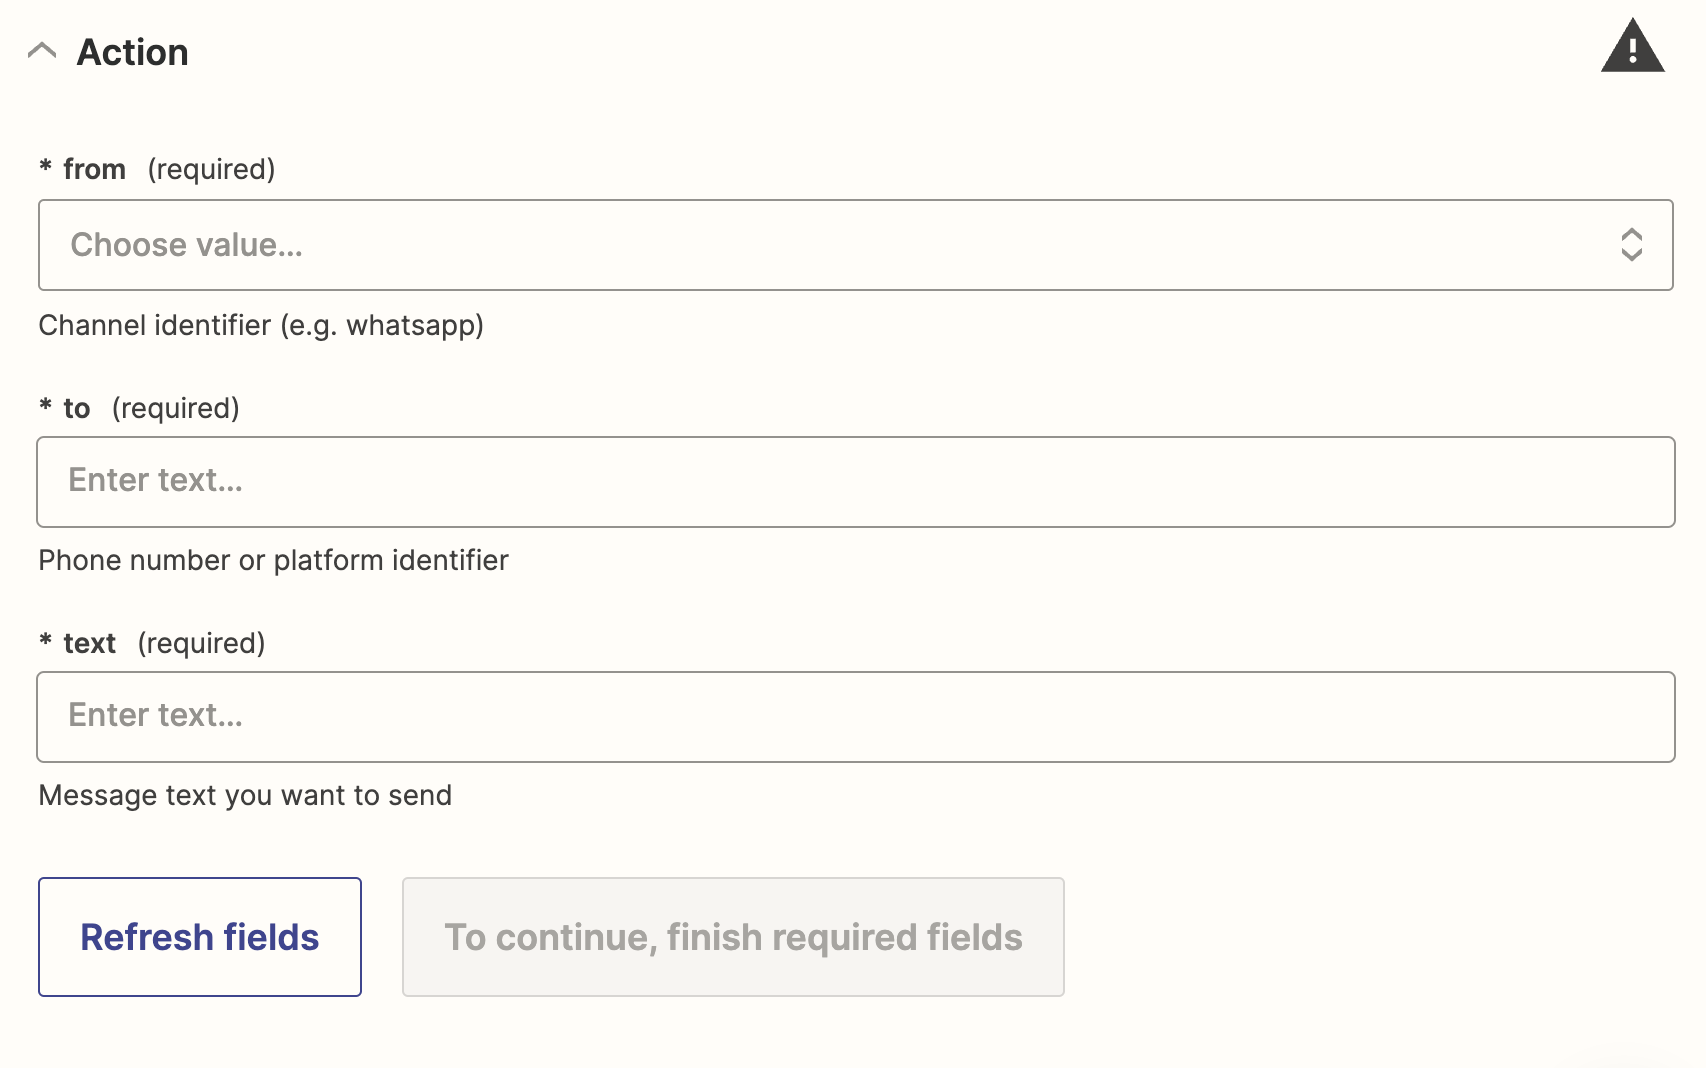 Action
* from (required)
Choose value...
Channel identifier (e.g. whatsapp)
* to (required)
Enter text...
Phone number or platform identifier
* text (required)
Enter text...
Message text you want to send
Refresh fields
To continue, finish required fields